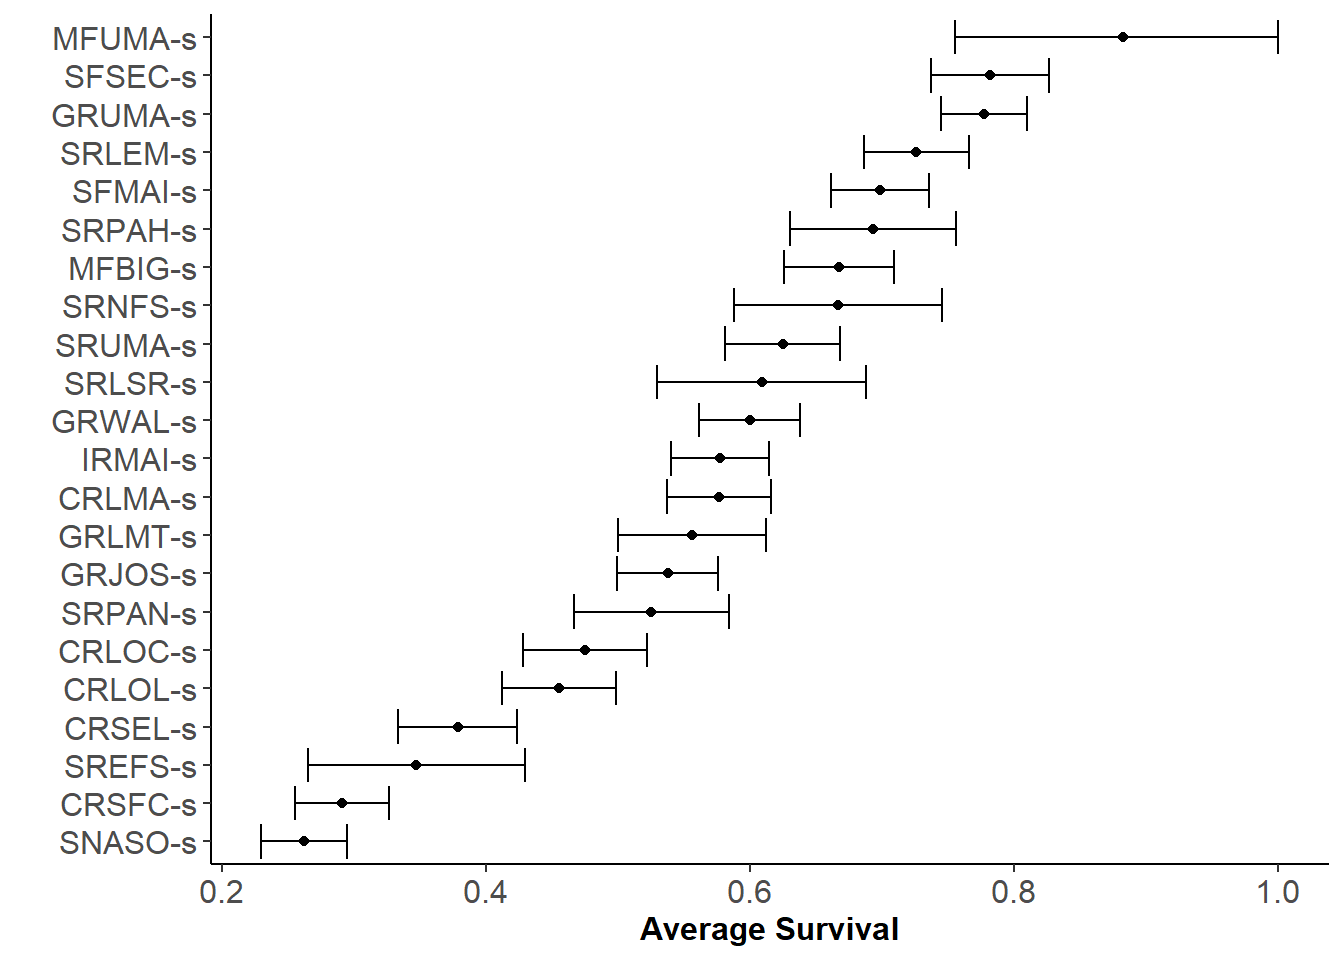 MFUMA-s
SFSEC-s
GRUMA-s
SRLEM-s
SFMAI-s
SRPAH-s
MFBIG-s
SRNFS-s
SRUMA-s
SRLSR-s
GRWAL-s
IRMAI-s
CRLMA-s
GRLMT-s
GRJOS-s
SRPAN-s
CRLOC-s
CRLOL-s
CRSEL-s
SREFS-s
CRSFC-s
SNASO-s
0.2 0.4 0.6 0.8 1.0
Average Survival